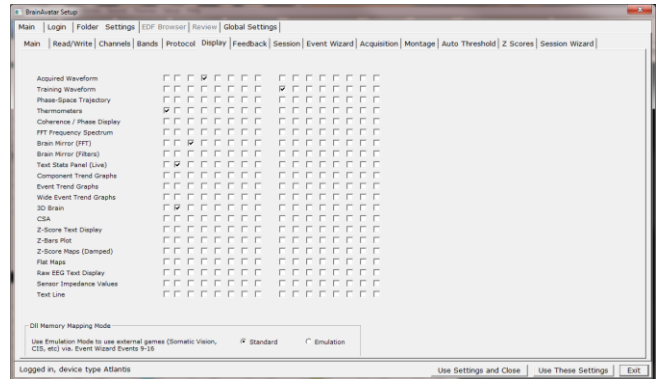 BrainAvatar Setup
Main Login Folder Settings EDF Browser Review Global Settings
Main Read/Write Channels Bands Protocol Display Feedback Session Event Wizard Acquisition Montage Auto Threshold Z Scores Session Wizard
Acquired Waveform
Training Waveform
Phase-Space Trajectory
Thermometers
Coherence / Phase Display
FFT Frequency Spectrum
Brain Mirror (FFT)
Brain Mirror (Filters)
Text Stats Panel (Live)
Component Trend Graphs
Event Trend Graphs
Wide Event Trend Graphs
3D Brain
CSA
Z-Score Text Display
Z-Bars Plot
Z-Score Maps (Damped)
Flat Maps
Raw EEG Text Display
Sensor Impedance Values
Text Line
Dll Memory Mapping Mode
Use Emulation Mode to use external games (Somatic Vision, Standard Emulation
CIS, etc) via. Event Wizard Events 9-16
Logged in, device type Atlantis Use Settings and Close Use These Settings Exit